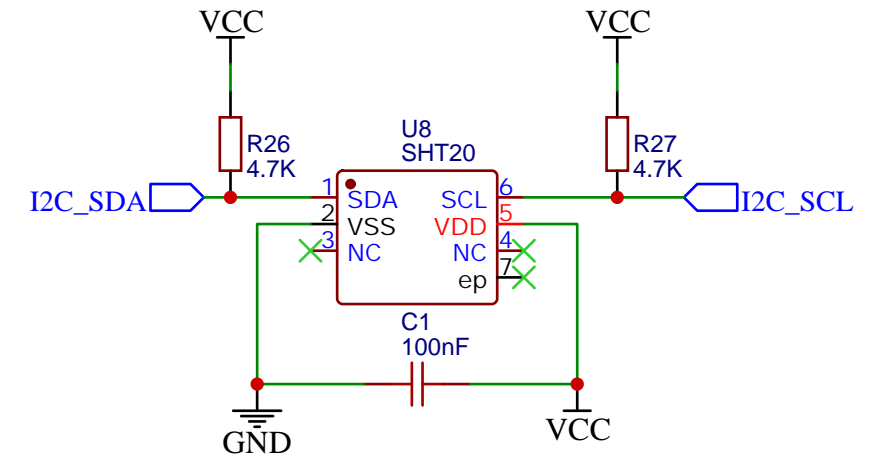 VCC
VCC
R26
4.7K
U8
SHT20
R27
4.7K
I2C_SDA
1
SDA
SCL
6
I2C_SCL
2
VSS
VDD
5
3
NC
NC
4
ep
7
C1
100nF
GND
VCC